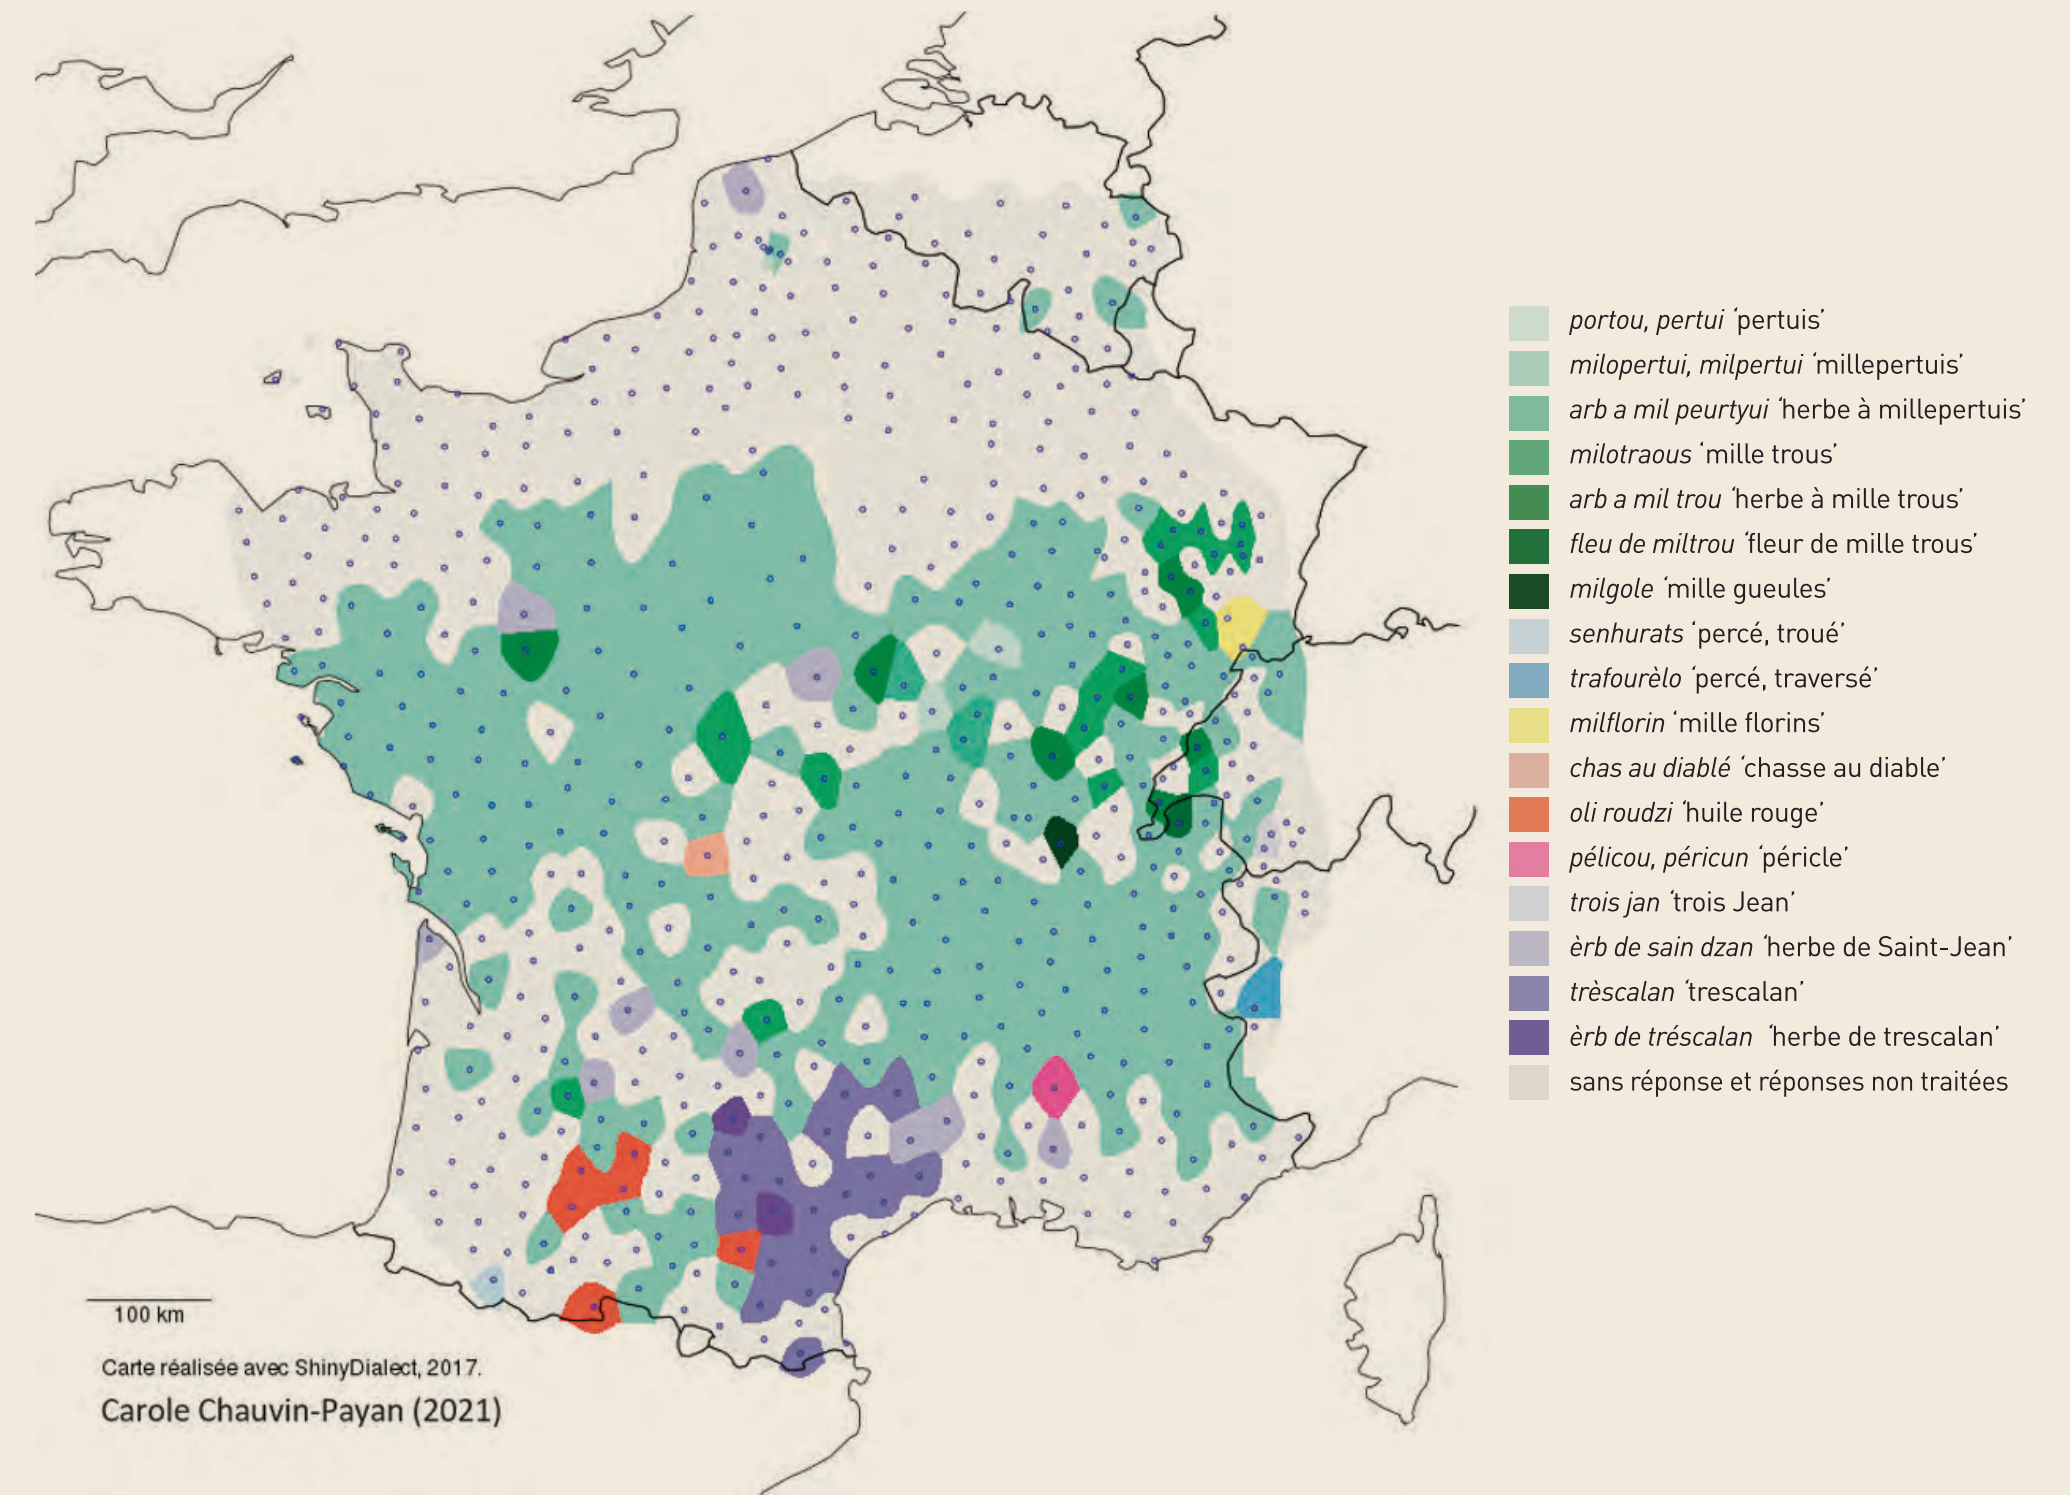 portou, pertui ‘pertuis’
milopertui, milpertui ‘millepertuis’
arb a mil peurtyui ‘herbe à millepertuis’
milotraous ‘mille trous’
arb a mil trou ‘herbe à mille trous’
fleu de miltrou ‘fleur de mille trous’
milgole ‘mille gueules’
senhurats ‘percé, troué’
trafourèlo ‘percé, traversé’
milflorin ‘mille florins’
chas au diablé ‘chasse au diable’
oli roudzi ‘huile rouge’
pélicou, péricun ‘péricle’
trois jan ‘trois Jean’
èrb de sain dzan ‘herbe de Saint-Jean’
trèscalan ‘trescalan’
èrb de tréscalan ‘herbe de trescalan’
sans réponse et réponses non traitées
100 km
Carte réalisée avec ShinyDialect, 2017.
Carole Chauvin-Payan (2021)